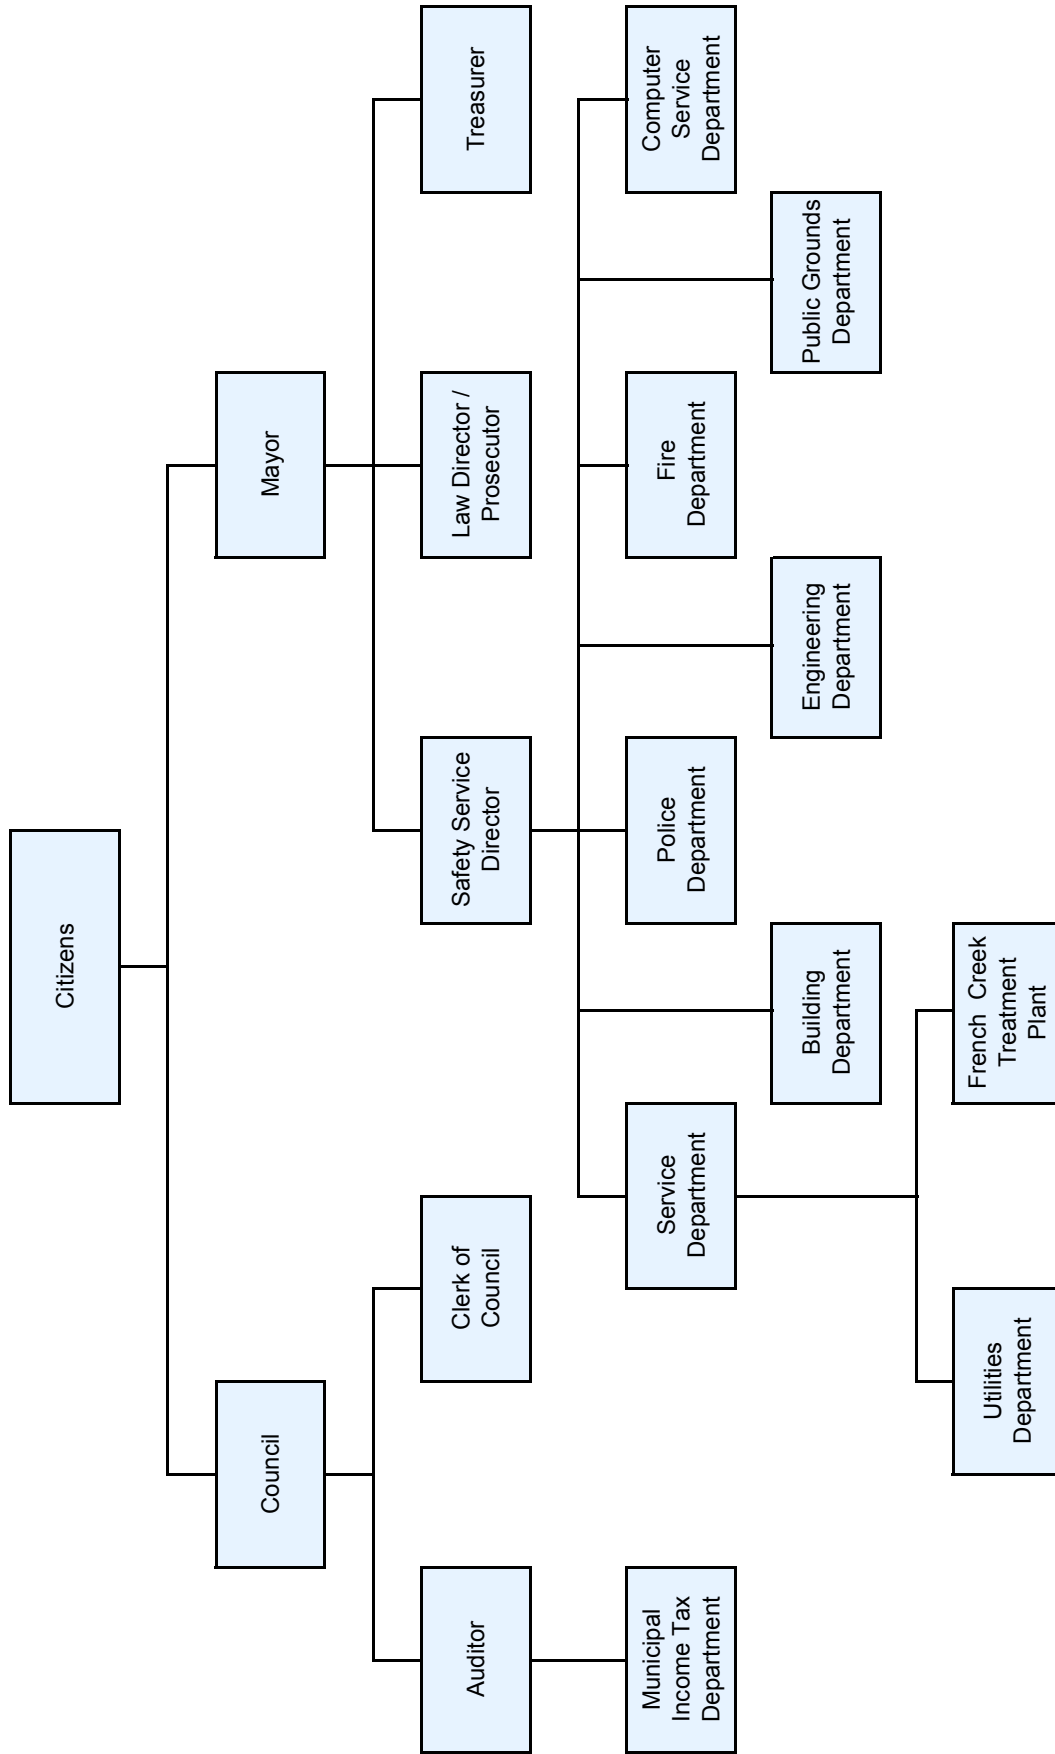 Citizens
Council
Mayor
Auditor
Clerk of
Council
Safety Service
Director
Law Director /
Prosecutor
Treasurer
Municipal
Income Tax
Department
Service
Department
Police
Department
Fire
Department
Computer
Service
Department
Building
Department
Engineering
Department
Public Grounds
Department
Utilities
Department
French Creek
Treatment
Plant